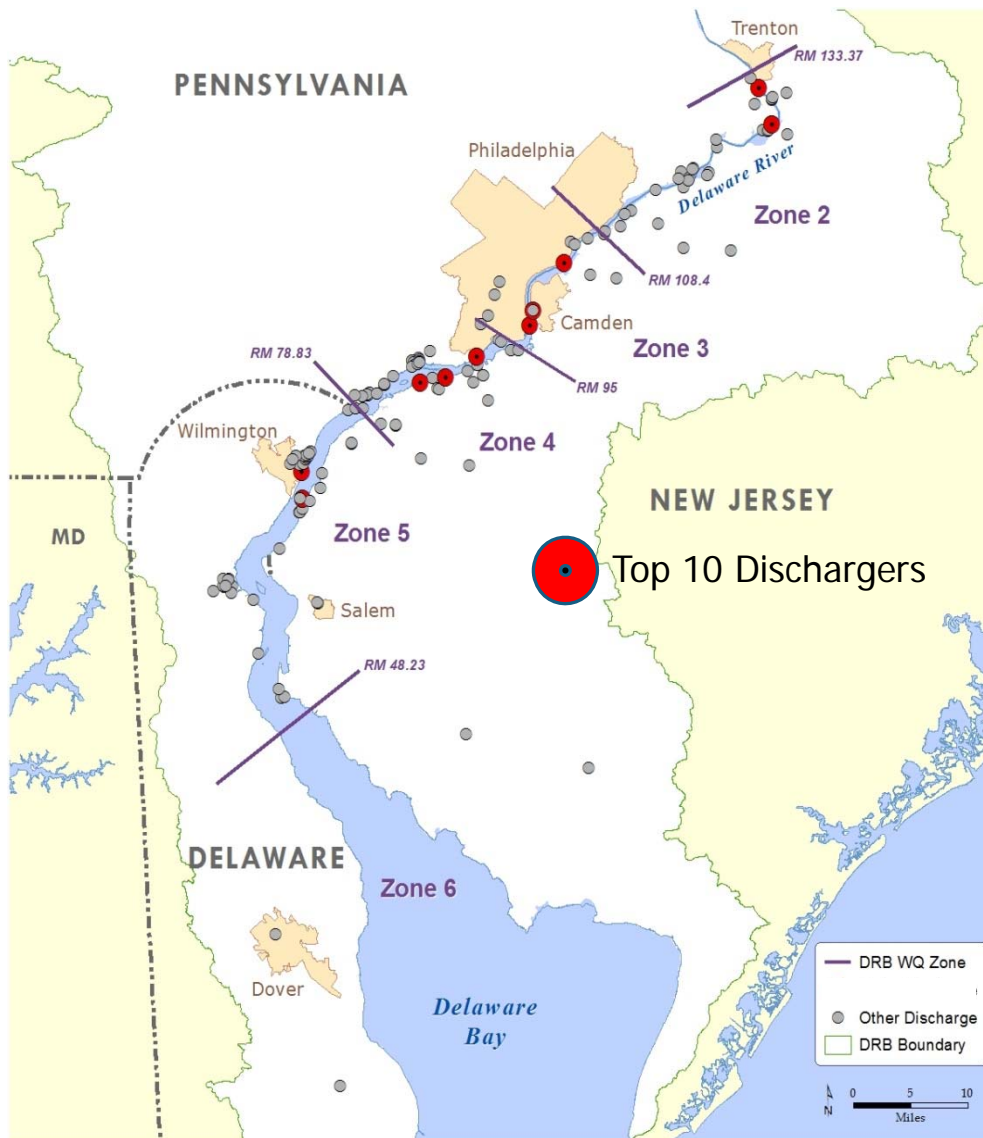 Trenton
RM 133.37
PENNSYLVANIA
Philadelphia
Delaware River
Zone 2
RM 108.4
Camden
Zone 3
RM 78.83
RM 95
Wilmington
Zone 4
NEW JERSEY
MD
Zone 5
Top 10 Dischargers
Salem
RM 48.23
DELAWARE
Zone 6
Dover
Delaware
Bay
DRB WQ Zone
Other Discharge
DRB Boundary
N
0 5 10
Miles